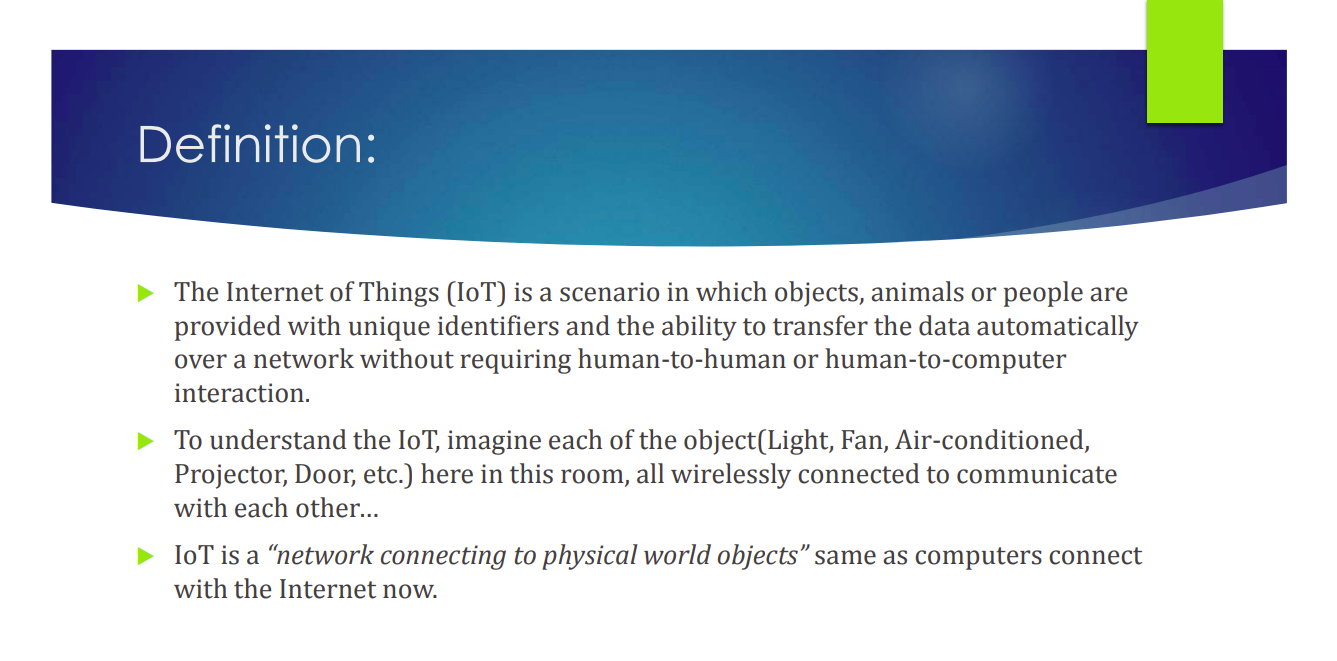 Definition:
The Internet of Things (IoT) is a scenario in which objects, animals or people are
provided with unique identifiers and the ability to transfer the data automatically
over a network without requiring human-to-human or human-to-computer
interaction.
To understand the IoT, imagine each of the object(Light, Fan, Air-conditioned,
Projector, Door, etc.) here in this room, all wirelessly connected to communicate
with each other…
IoT is a “network connecting to physical world objects” same as computers connect
with the Internet now.